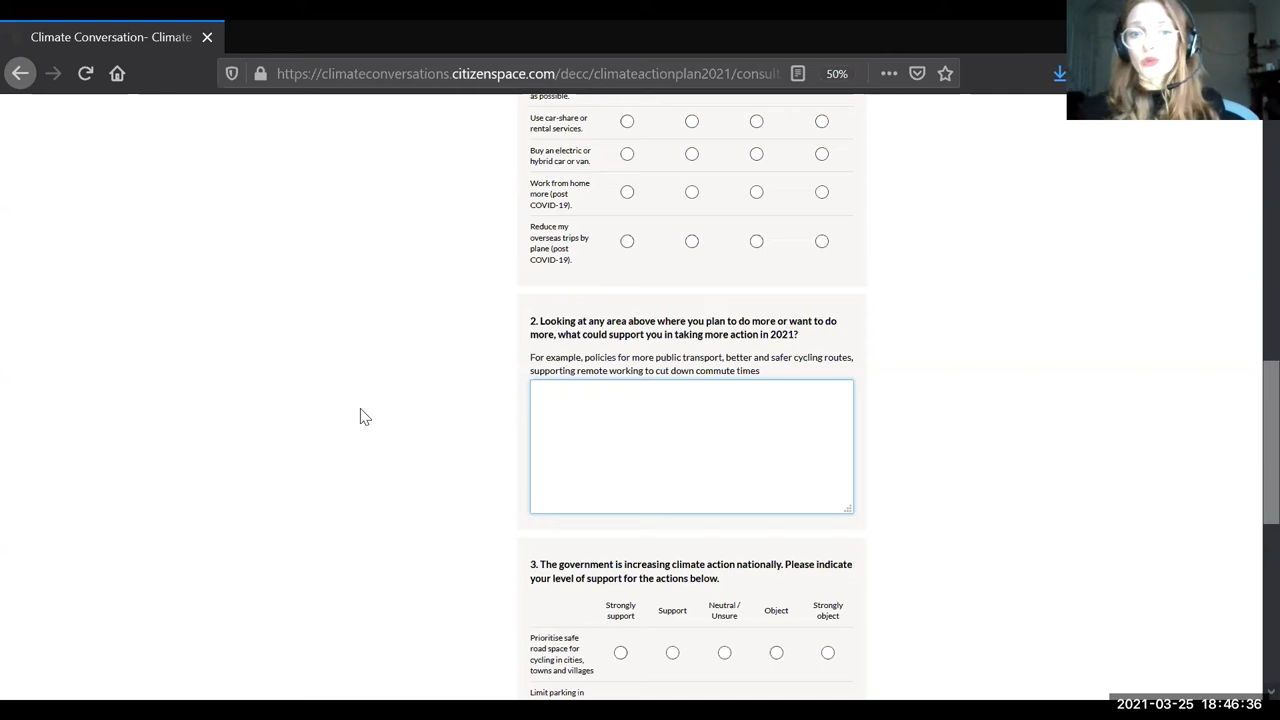 Climate Conversation- Climate
https://climateconversations.citizenspace.com/decc/climateactionplan2021/consult
50%
as possible.
Use car-share or
rental services.
Buy an electric or
hybrid car or van.
Work from home
more (post
COVID-19).
Reduce my
overseas trips by
plane (post
COVID-19).
2. Looking at any area above where you plan to do more or want to do
more, what could support you in taking more action in 2021?
For example, policies for more public transport, better and safer cycling routes,
supporting remote working to cut down commute times
3. The government is increasing climate action nationally. Please indicate
your level of support for the actions below.
Strongly
support
Support
Neutral /
Unsure
Object
Strongly
object
Prioritise safe
road space for
cycling in cities,
towns and villages
Limit parking in
2021-03-25 18:46:36